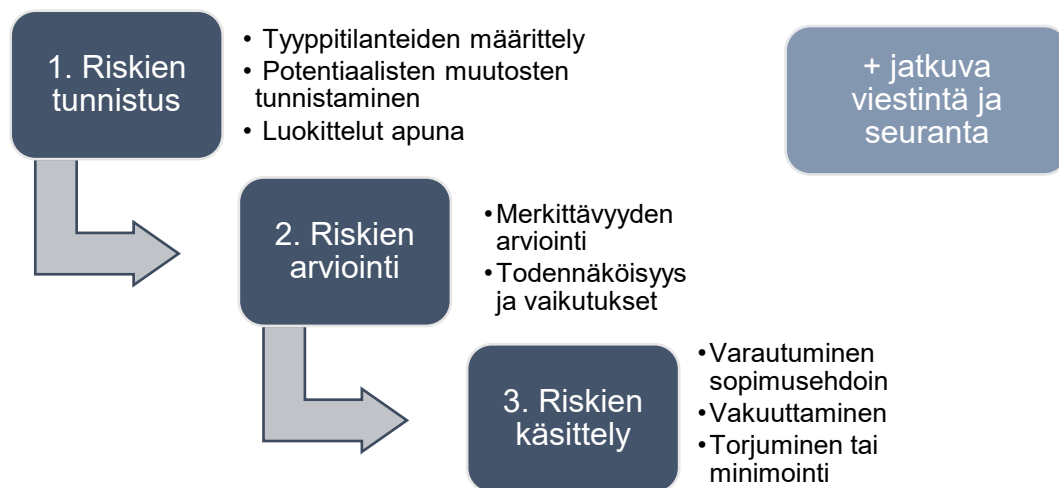 1. Riskien
tunnistus
• Tyyppitilanteiden määrittely
• Potentiaalisten muutosten
tunnistaminen
• Luokittelut apuna
+ jatkuva
viestintä ja
seuranta
2. Riskien
arviointi
•Merkittävyyden
arviointi
•Todennäköisyys
ja vaikutukset
3. Riskien
käsittely
•Varautuminen
sopimusehdoin
•Vakuuttaminen
•Torjuminen tai
minimointi